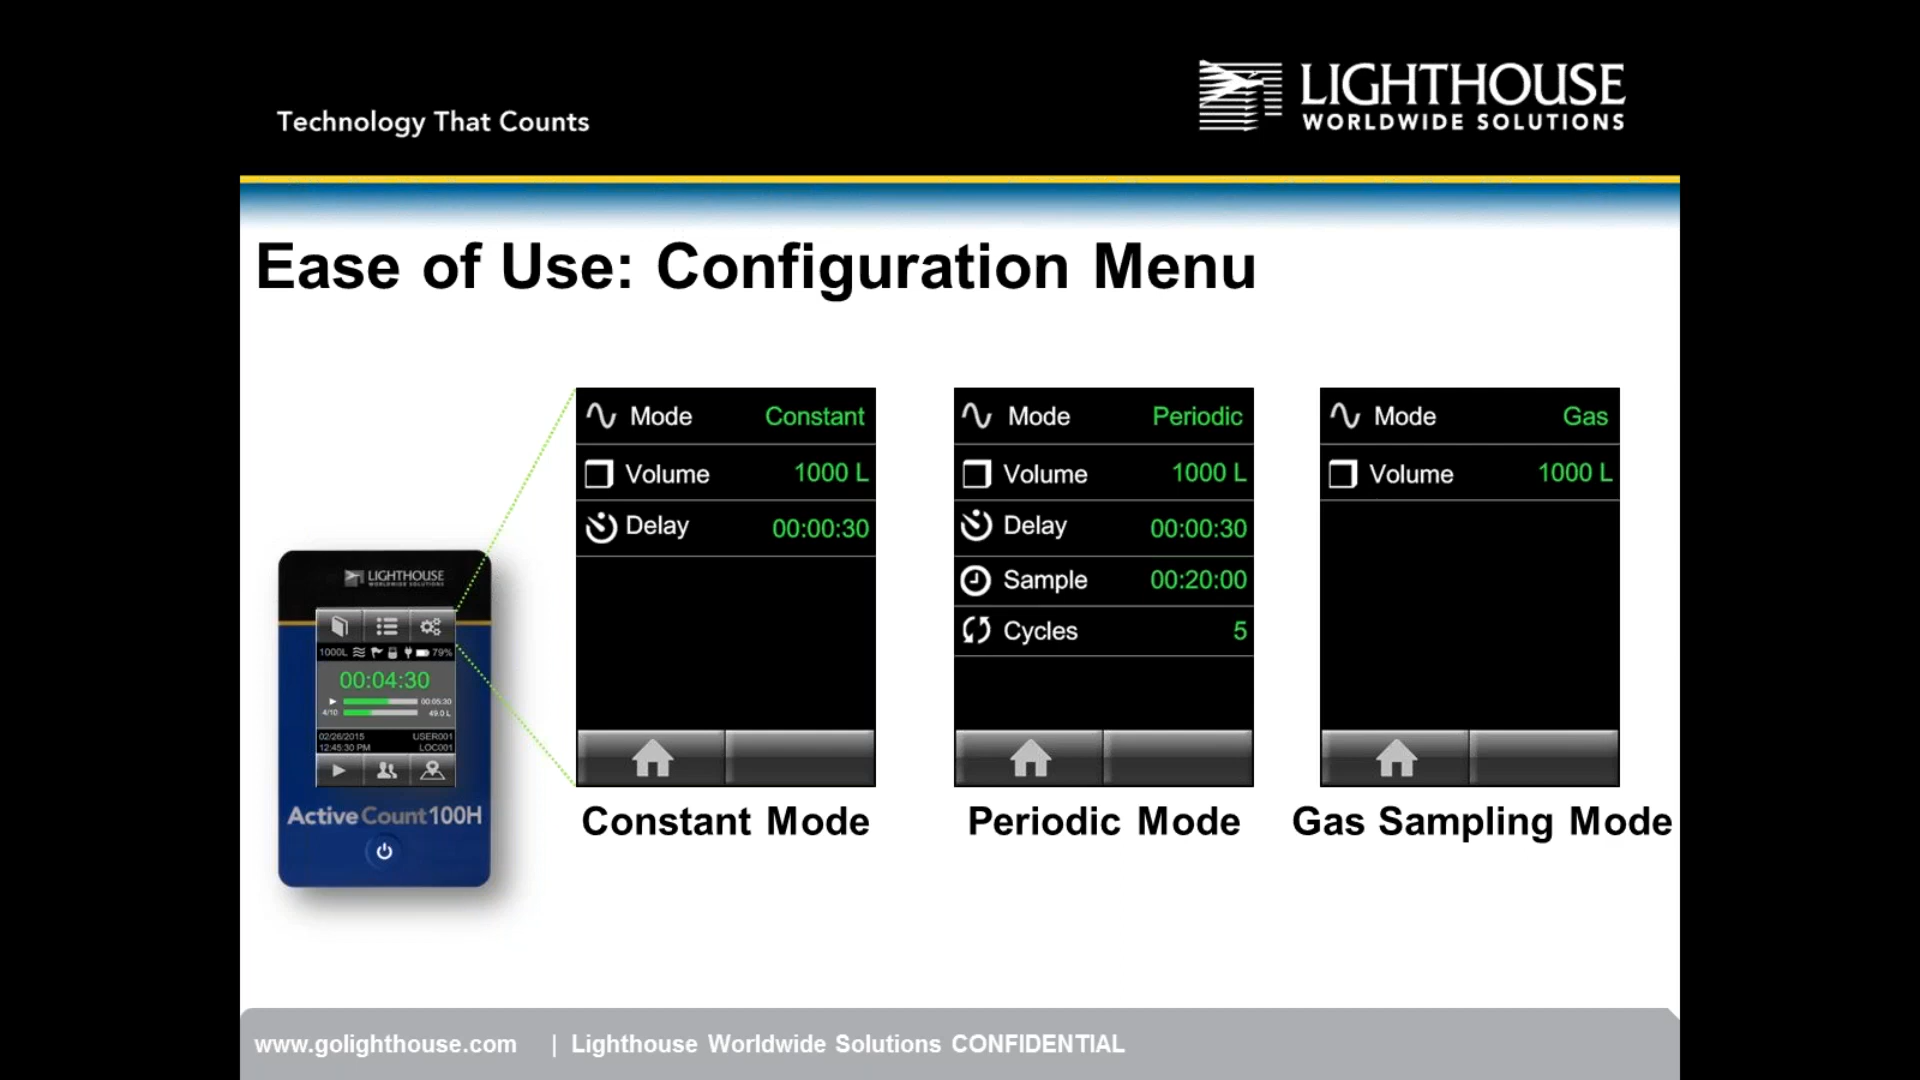 Technology That Counts
LIGHTHOUSE
WORLDWIDE SOLUTIONS
Ease of Use: Configuration Menu
Mode Constant
Volume 1000 L
Delay 00:00:30
Constant Mode
Mode Periodic
Volume 1000 L
Delay 00:00:30
Sample 00:20:00
Cycles 5
Periodic Mode
Mode Gas
Volume 1000 L
Gas Sampling Mode
LIGHTHOUSE
WORLDWIDE SOLUTIONS
1000L 79%
00:04:30
00:05:30
4/10 49.0 L
02/26/2015 USER001
12:45:30 PM LOC001
ActiveCount100H
www.golighthouse.com | Lighthouse Worldwide Solutions CONFIDENTIAL